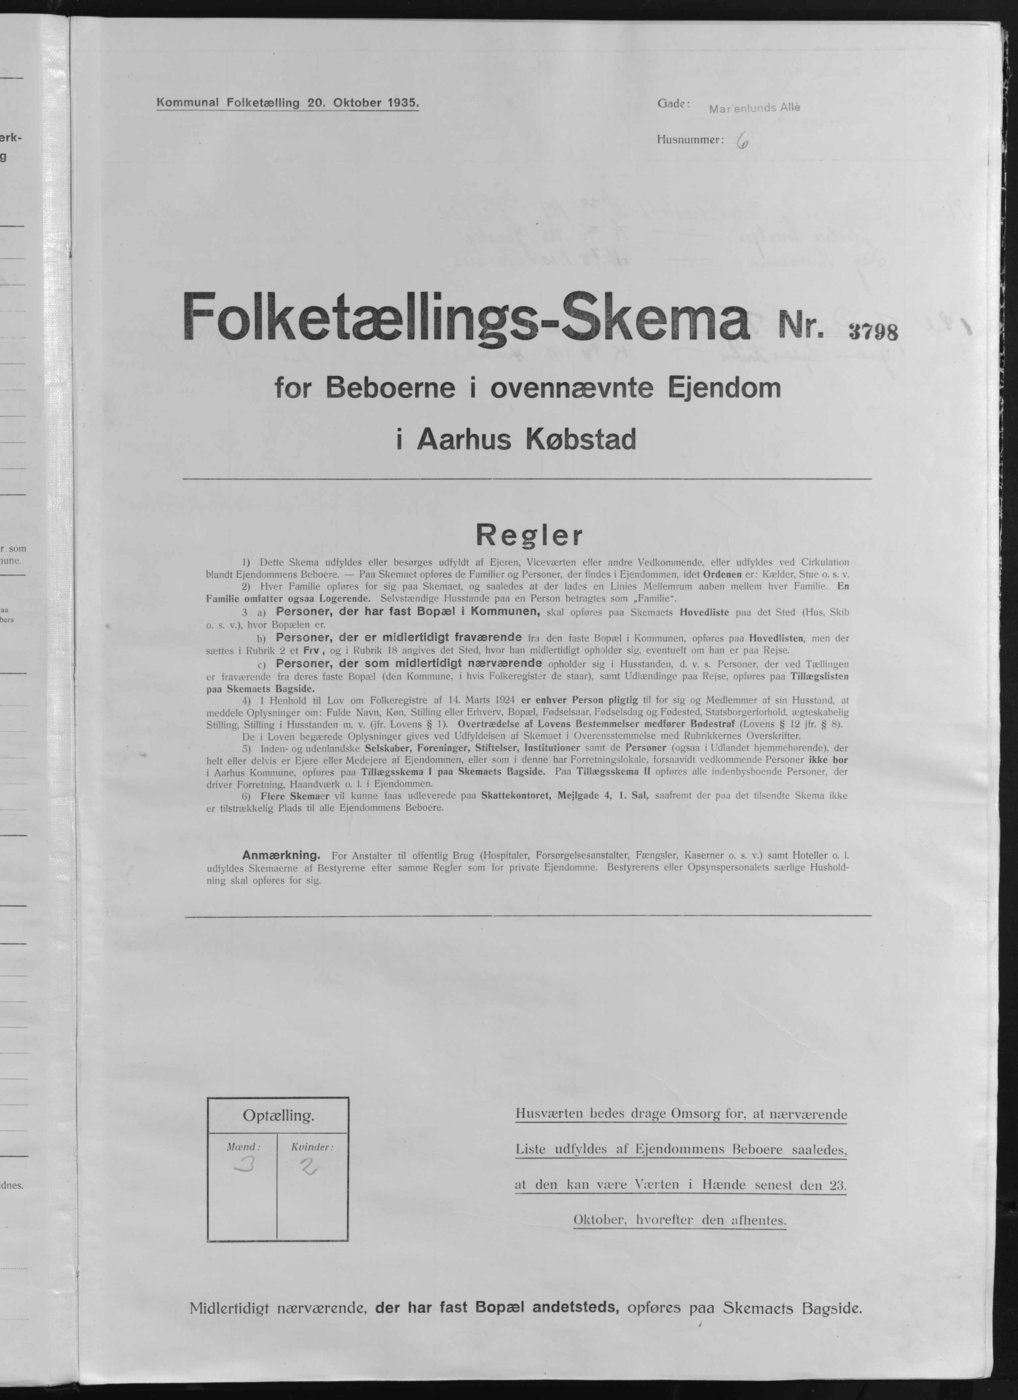 Kommunal Folketælling 20. Oktober 1935.
Gade: Marienlunds Allé
Husnummer: 6
Folketællings-Skema Nr. 3798
for Beboerne i ovennævnte Ejendom
i Aarhus Købstad
Regler
1) Dette Skema udfyldes eller besørges udfyldt af Ejeren, Viceværten eller andre Vedkommende, eller udfyldes ved Cirkulation
blandt Ejendommens Beboere. — Paa Skemaet opføres de Familier og Personer, der findes i Ejendommen, idet Ordenen er: Kælder, Stue o. s. v.
2) Hver Familie opføres for sig paa Skemaet, og saaledes at der lades en Linies Mellemrum aaben mellem hver Familie. En
Familie omfatter ogsaa Logerende. Selvstændige Husstande paa en Person betragtes som „Familie“.
3 a) Personer, der har fast Bopæl i Kommunen, skal opføres paa Skemaets Hovedliste paa det Sted (Hus, Skib
o. s. v.), hvor Bopælen er.
b) Personer, der er midlertidigt fraværende fra den faste Bopæl i Kommunen, opføres paa Hovedlisten, men der
sættes i Rubrik 2 et Frv., og i Rubrik 18 angives det Sted, hvor han midlertidigt opholder sig, eventuelt om han er paa Rejse.
c) Personer, der som midlertidigt nærværende opholder sig i Husstanden, d. v. s. Personer, der ved Tællingen
er fraværende fra deres faste Bopæl (den Kommune, i hvis Folkeregister de staar), samt Udlændinge paa Rejse, opføres paa Tillægslisten
paa Skemaets Bagside.
4) I Henhold til Lov om Folkeregistre af 14. Marts 1924 er enhver Person pligtig til for sig og Medlemmer af sin Husstand, at
meddele Oplysninger om: Fulde Navn, Køn, Stilling eller Erhverv, Bopæl, Fødselsaar, Fødselsdag og Fødested, Statsborgerforhold, ægteskabelig
Stilling, Stilling i Husstanden m. v. (jfr. Lovens § 1). Overtrædelse af Lovens Bestemmelser medfører Bødestraf (Lovens § 12 jfr. § 8).
De i Loven begærede Oplysninger gives ved Udfyldelsen af Skemaet i Overensstemmelse med Rubrikkernes Overskrifter.
5) Inden- og udenlandske Selskaber, Foreninger, Stiftelser, Institutioner samt de Personer (ogsaa i Udlandet hjemmehørende), der
helt eller delvis er Ejere eller Medejere af Ejendommen, eller som i denne har Forretningslokale, forsaavidt vedkommende Personer ikke bor
i Aarhus Kommune, opføres paa Tillægsskema I paa Skemaets Bagside. Paa Tillægsskema II opføres alle indenbysboende Personer, der
driver Forretning, Haandværk o. l. i Ejendommen.
6) Flere Skemaer vil kunne faas udleverede paa Skattekontoret, Mejlgade 4, 1. Sal, saafremt der paa det tilsendte Skema ikke
er tilstrækkelig Plads til alle Ejendommens Beboere.
Anmærkning. For Anstalter til offentlig Brug (Hospitaler, Forsørgelsesanstalter, Fængsler, Kaserner o. s. v.) samt Hoteller o. l.
udfyldes Skemaerne af Bestyrerne efter samme Regler som for private Ejendomme. Bestyrerens eller Opsynspersonalets særlige Hushold-
ning skal opføres for sig.
Optælling.
Mænd: Kvinder:
3 2
Husværten bedes drage Omsorg for, at nærværende
Liste udfyldes af Ejendommens Beboere saaledes,
at den kan være Værten i Hænde senest den 23.
Oktober, hvorefter den afhentes.
Midlertidigt nærværende, der har fast Bopæl andetsteds, opføres paa Skemaets Bagside.